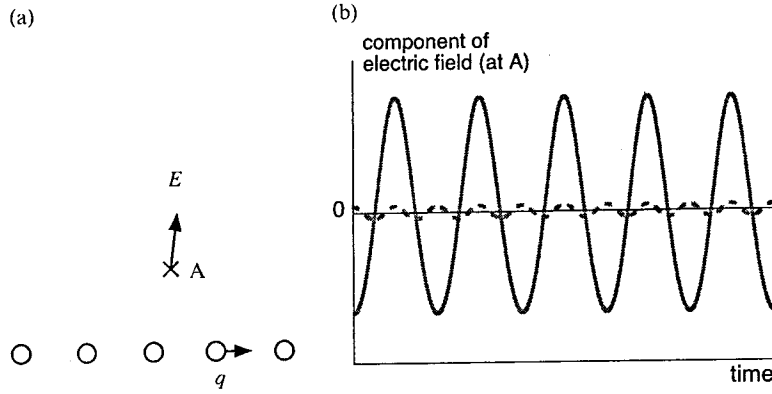 (a)
E
A
q
(b)
component of
electric field (at A)
0
time